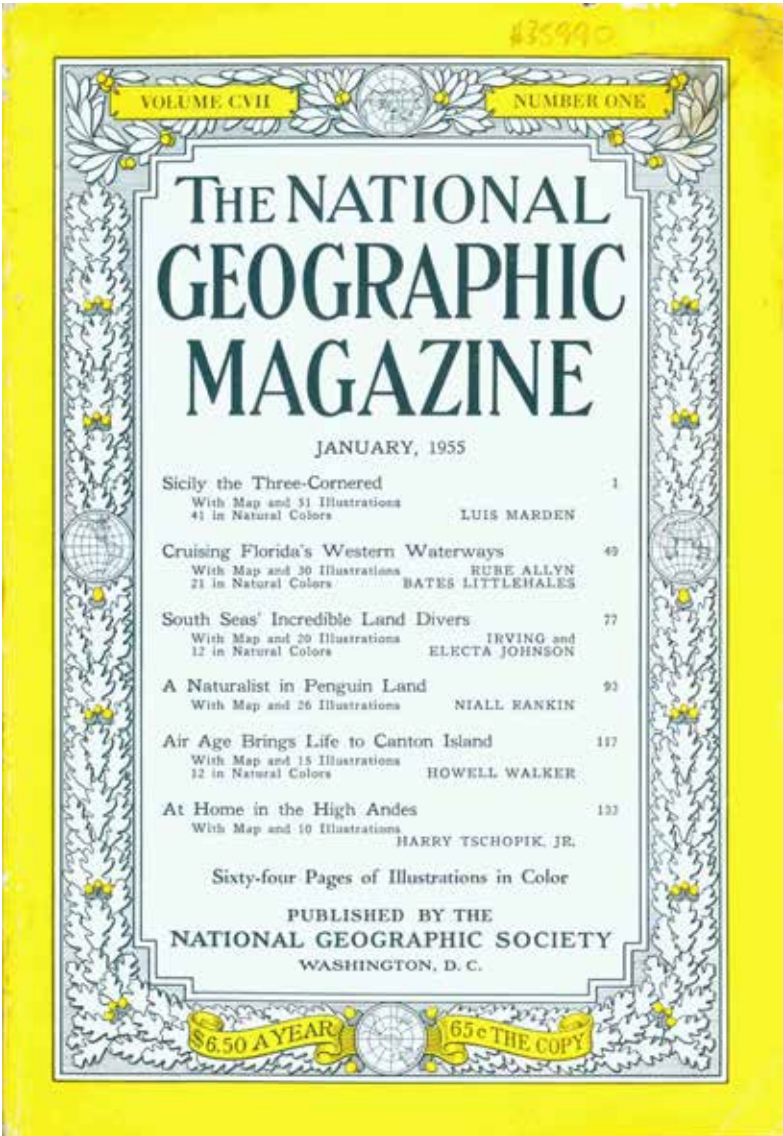 #35990
VOLUME CVII NUMBER ONE
THE NATIONAL
GEOGRAPHIC
MAGAZINE
JANUARY, 1955
Sicily the Three-Cornered 1
With Map and 51 Illustrations
41 in Natural Colors LUIS MARDEN
Cruising Florida's Western Waterways 49
With Map and 30 Illustrations RUBE ALLYN
21 in Natural Colors BATES LITTLEHALES
South Seas' Incredible Land Divers 77
With Map and 20 Illustrations IRVING and
12 in Natural Colors ELECTA JOHNSON
A Naturalist in Penguin Land 93
With Map and 26 Illustrations NIALL RANKIN
Air Age Brings Life to Canton Island 117
With Map and 15 Illustrations
12 in Natural Colors HOWELL WALKER
At Home in the High Andes 133
With Map and 10 Illustrations
HARRY TSCHOPIK, JR.
Sixty-four Pages of Illustrations in Color
PUBLISHED BY THE
NATIONAL GEOGRAPHIC SOCIETY
WASHINGTON, D. C.
$6.50 A YEAR 65c THE COPY